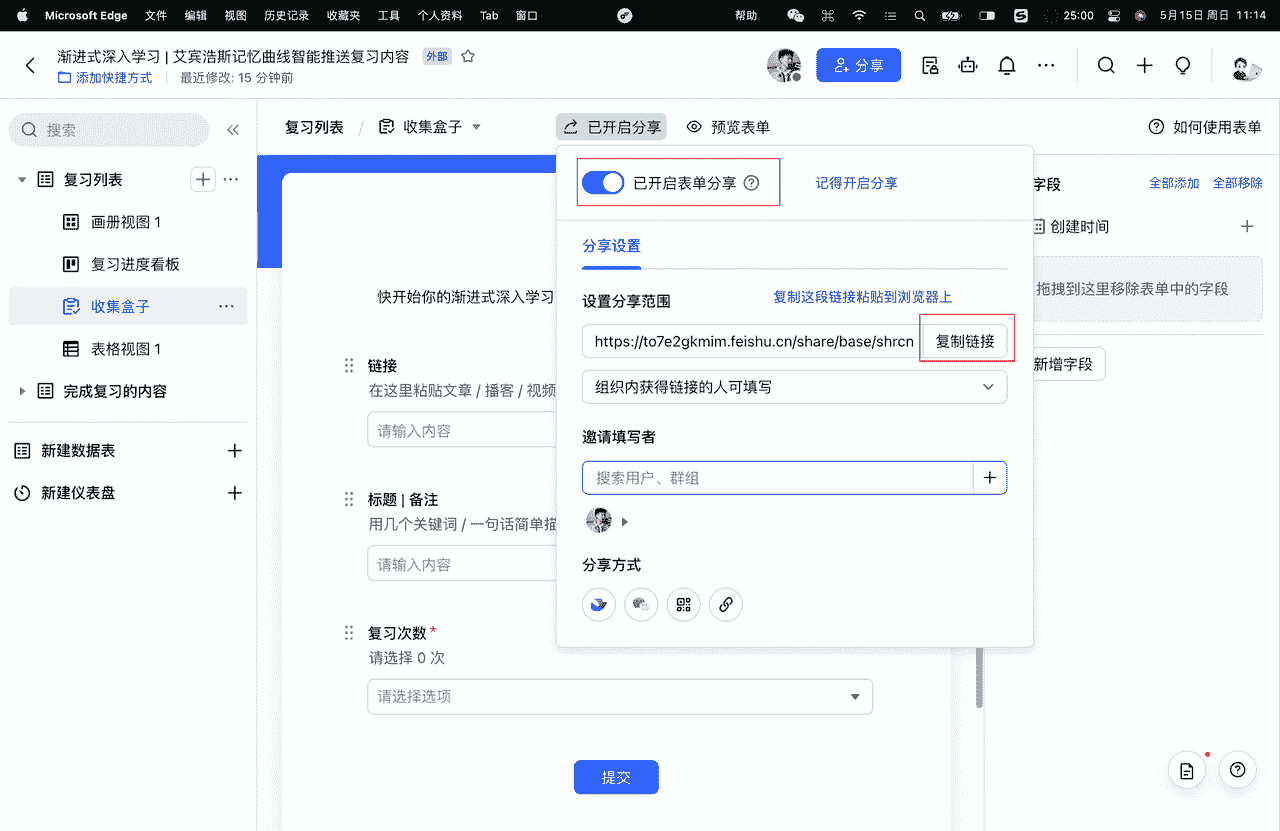 Microsoft Edge 文件 编辑 视图 历史记录 收藏夹 工具 个人资料 Tab 窗口 帮助 25:00 5月15日 周日 11:14
渐进式深入学习 | 艾宾浩斯记忆曲线智能推送复习内容 外部
添加快捷方式 最近修改: 15 分钟前
分享
搜索
复习列表 / 收集盒子
已开启分享
预览表单
如何使用表单
复习列表
画册视图 1
复习进度看板
收集盒子
表格视图 1
完成复习的内容
新建数据表
新建仪表盘
快开始你的渐进式深入学习
链接
在这里粘贴文章 / 播客 / 视频
请输入内容
标题 | 备注
用几个关键词 / 一句话简单描
请输入内容
复习次数 *
请选择 0 次
请选择选项
提交
已开启表单分享
记得开启分享
分享设置
设置分享范围
复制这段链接粘贴到浏览器上
https://to7e2gkmim.feishu.cn/share/base/shrcn
复制链接
组织内获得链接的人可填写
邀请填写者
搜索用户、群组
分享方式
字段
全部添加 全部移除
创建时间
拖拽到这里移除表单中的字段
新增字段